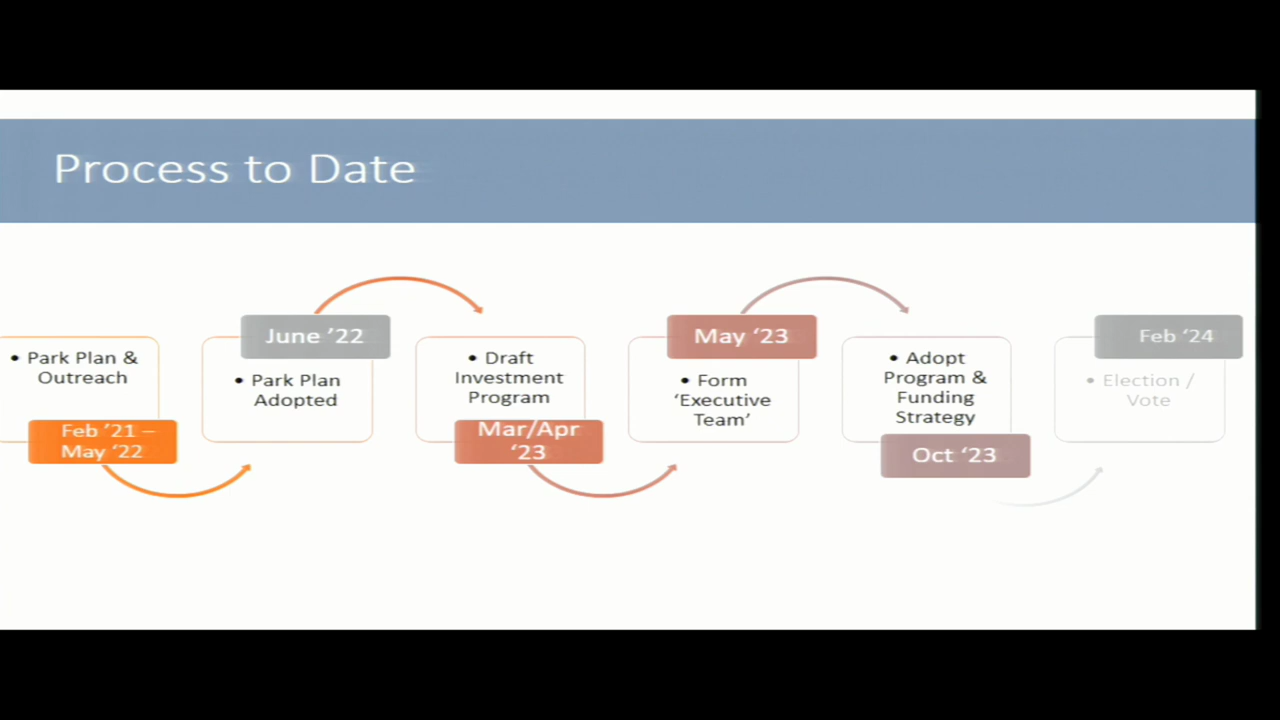 Process to Date
• Park Plan &
Outreach
Feb ’21 –
May ‘22
June ’22
• Park Plan
Adopted
• Draft
Investment
Program
Mar/Apr
‘23
May ‘23
• Form
‘Executive
Team’
• Adopt
Program &
Funding
Strategy
Oct ‘23
Feb ‘24
• Election /
Vote